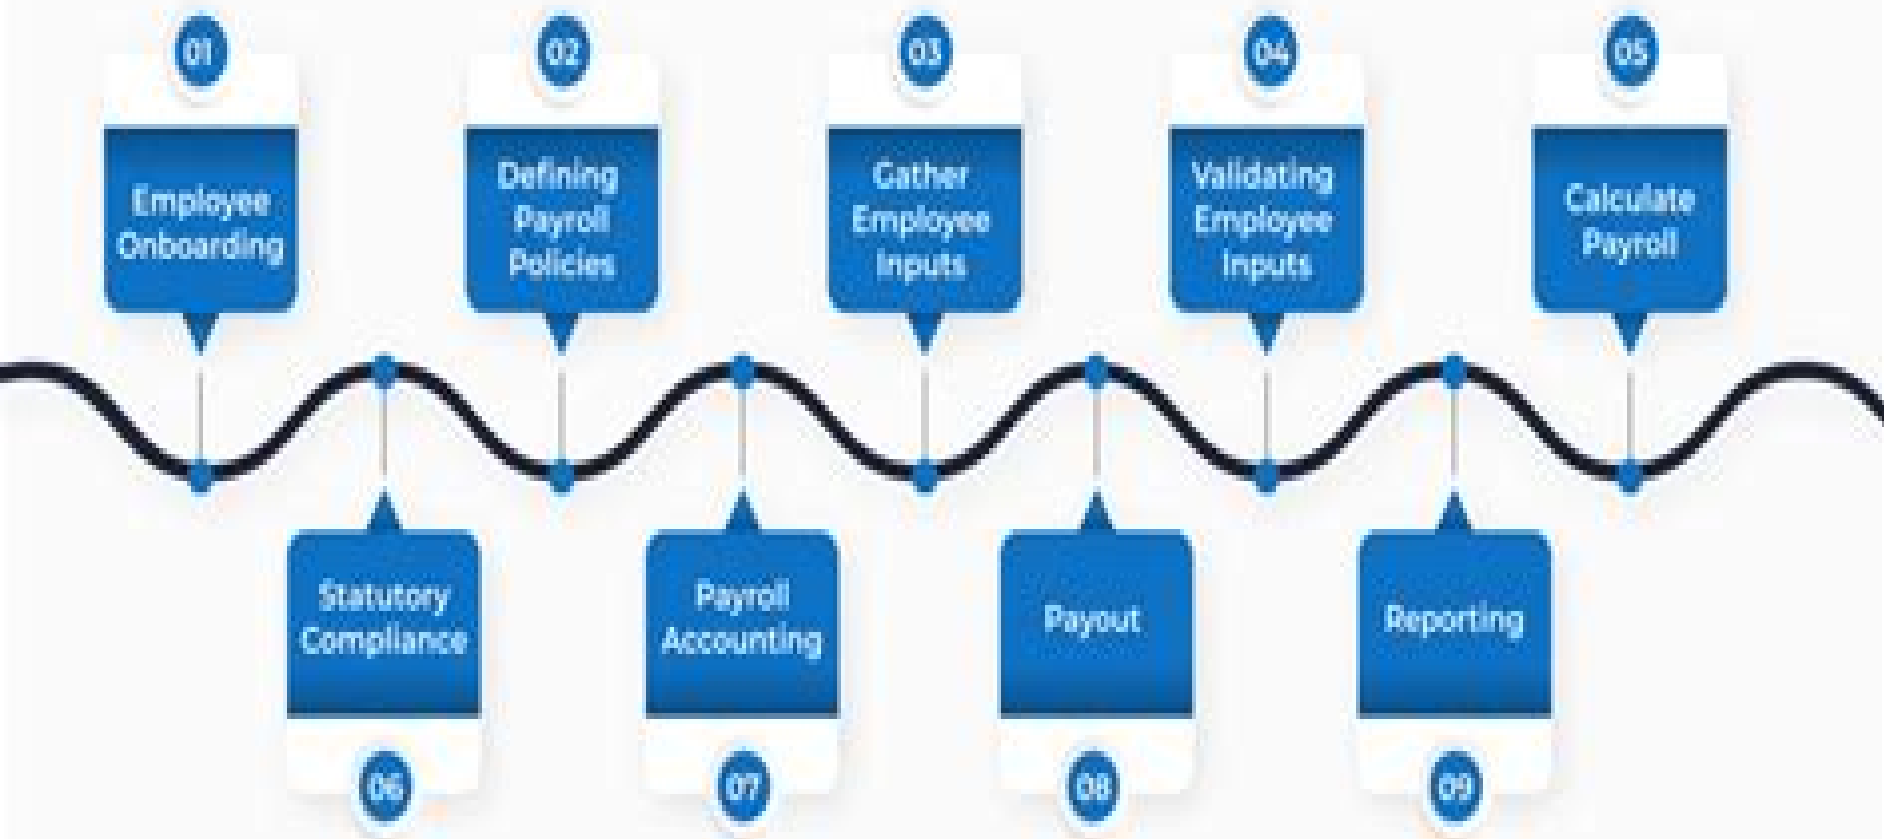 01
Employee
Onboarding
02
Defining
Payroll
Policies
03
Gather
Employee
Inputs
04
Validating
Employee
Inputs
05
Calculate
Payroll
Statutory
Compliance
06
Payroll
Accounting
07
Payout
08
Reporting
09